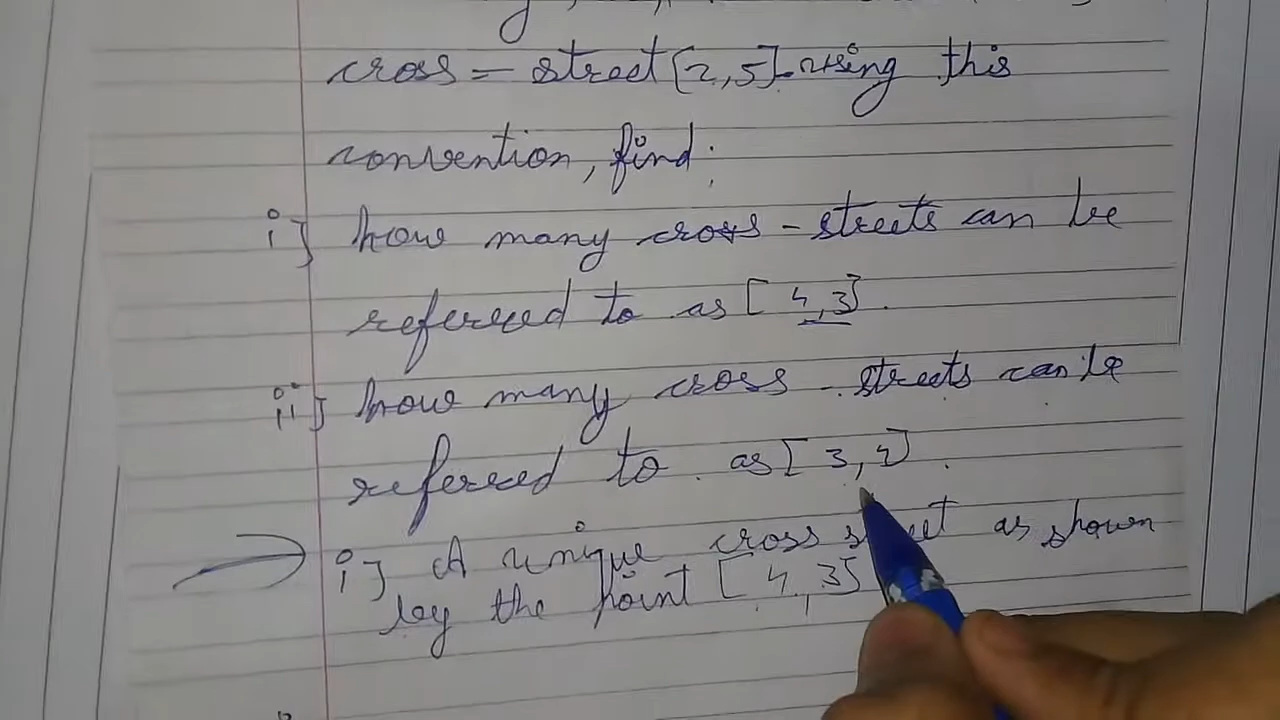 cross = street [2,5]. using this
convention, find:
i] how many cross - streets can be
referred to as [4,3].
ii] how many cross - streets can be
referred to as [3,4].
i] A unique cross street as shown
by the point [4,3]